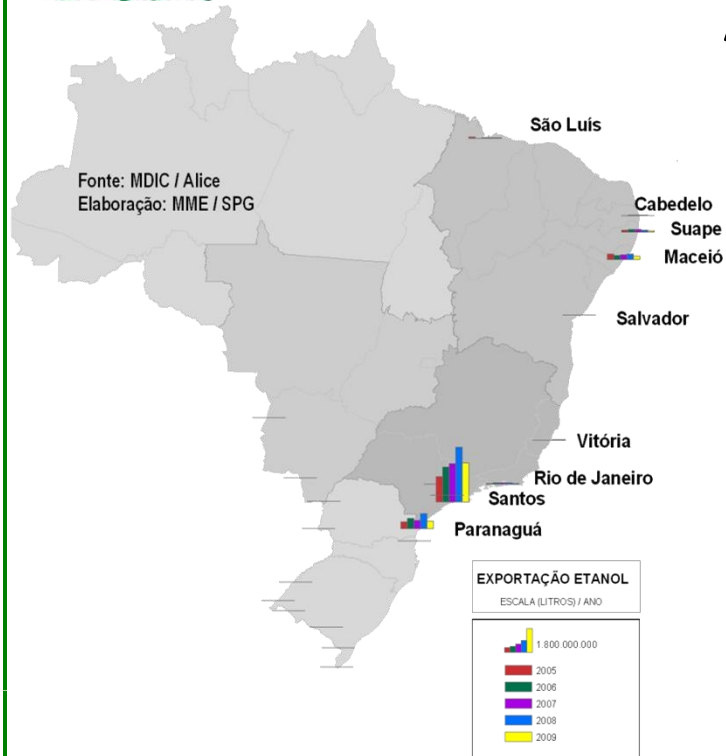 São Luís
Fonte: MDIC / Alice
Elaboração: MME / SPG
Cabedelo
Suape
Maceió
Salvador
Vitória
Rio de Janeiro
Santos
Paranaguá
EXPORTAÇÃO ETANOL
ESCALA (LITROS) / ANO
1.800.000.000
2005
2006
2007
2008
2009